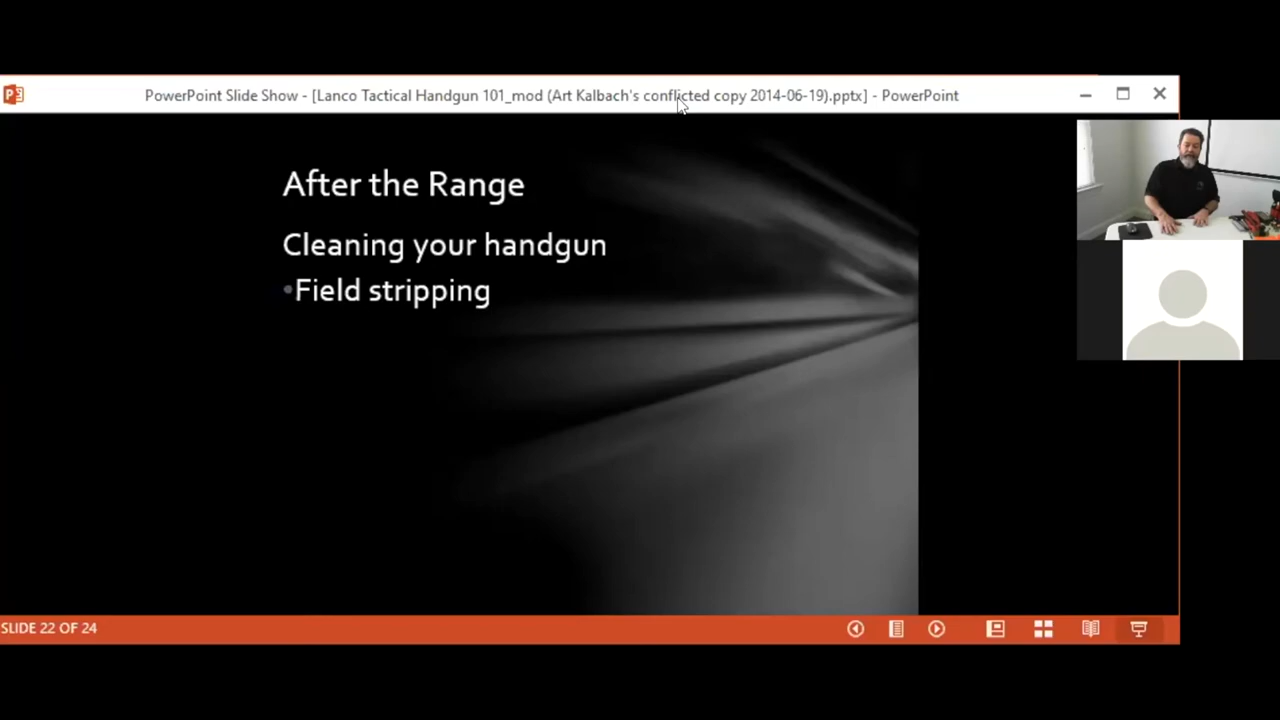 PowerPoint Slide Show - [Lanco Tactical Handgun 101_mod (Art Kalbach's conflicted copy 2014-06-19).pptx] - PowerPoint
After the Range
Cleaning your handgun
•Field stripping
SLIDE 22 OF 24